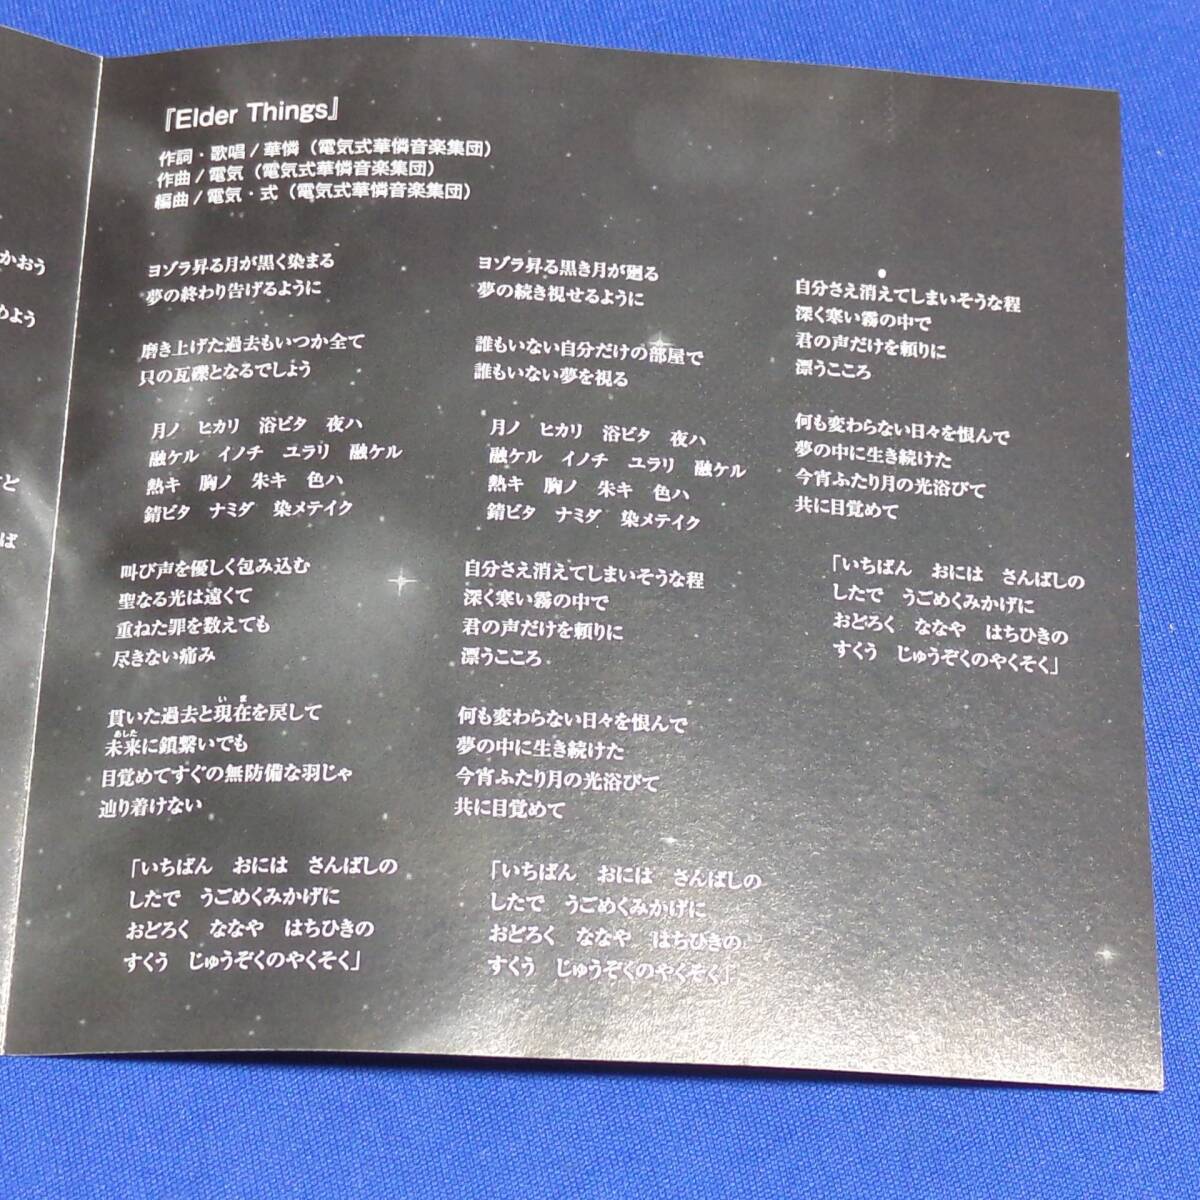 かおう
めよう
と
ば
『Elder Things』
作詞・歌唱/華憐（電気式華憐音楽集団）
作曲/電気（電気式華憐音楽集団）
編曲/電気・式（電気式華憐音楽集団）
ヨゾラ昇る月が黒く染まる
夢の終わり告げるように
磨き上げた過去もいつか全て
只の瓦礫となるでしょう
月ノ　ヒカリ　浴ビタ　夜ハ
融ケル　イノチ　ユラリ　融ケル
熱キ　胸ノ　朱キ　色ハ
錆ビタ　ナミダ　染メテイク
叫び声を優しく包み込む
聖なる光は遠くて
重ねた罪を数えても
尽きない痛み
貫いた過去と現在を戻して
いま
未来に鎖繋いでも
あした
目覚めてすぐの無防備な羽じゃ
辿り着けない
「いちばん　おには　さんばしの
したで　うごめくみかげに
おどろく　ななや　はちひきの
すくう　じゅうぞくのやくそく」
ヨゾラ昇る黒き月が廻る
夢の続き視せるように
誰もいない自分だけの部屋で
誰もいない夢を視る
月ノ　ヒカリ　浴ビタ　夜ハ
融ケル　イノチ　ユラリ　融ケル
熱キ　胸ノ　朱キ　色ハ
錆ビタ　ナミダ　染メテイク
自分さえ消えてしまいそうな程
深く寒い霧の中で
君の声だけを頼りに
漂うこころ
何も変わらない日々を恨んで
夢の中に生き続けた
今宵ふたり月の光浴びて
共に目覚めて
「いちばん　おには　さんばしの
したで　うごめくみかげに
おどろく　ななや　はちひきの
すくう　じゅうぞくのやくそく」
自分さえ消えてしまいそうな程
深く寒い霧の中で
君の声だけを頼りに
漂うこころ
何も変わらない日々を恨んで
夢の中に生き続けた
今宵ふたり月の光浴びて
共に目覚めて
「いちばん　おには　さんばしの
したで　うごめくみかげに
おどろく　ななや　はちひきの
すくう　じゅうぞくのやくそく」